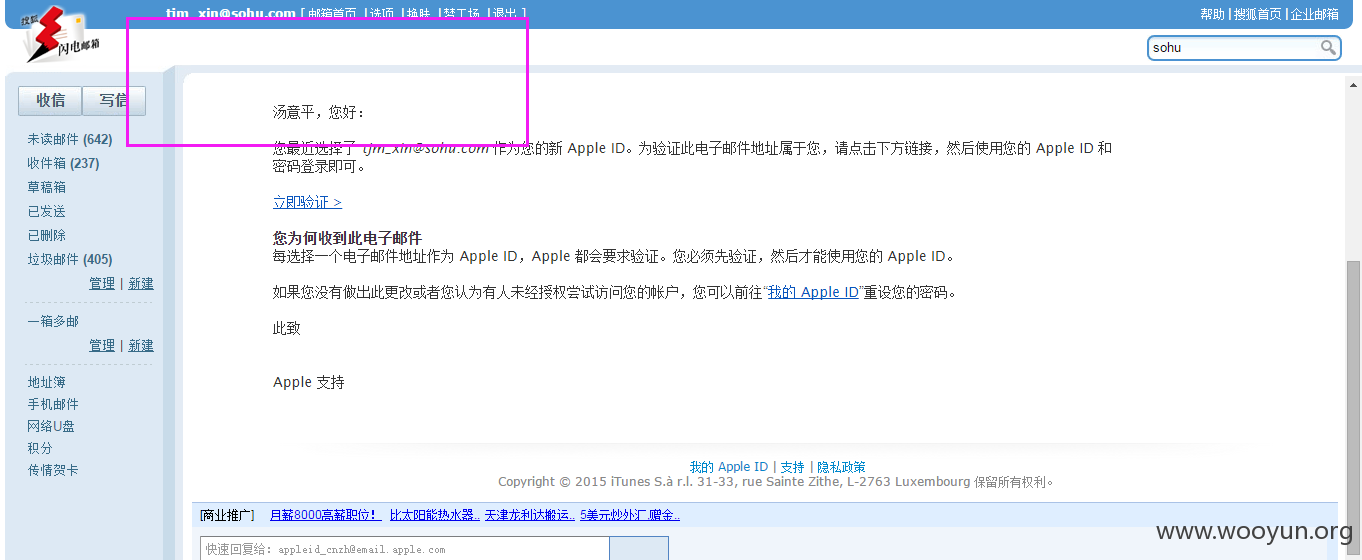 tim_xin@sohu.com [ 邮箱首页 | 选项 | 换肤 | 梦工场 | 退出 ]
帮助 | 搜狐首页 | 企业邮箱
搜狐
闪电邮箱
sohu
收信 写信
未读邮件 (642)
收件箱 (237)
草稿箱
已发送
已删除
垃圾邮件 (405)
管理 | 新建
一箱多邮
管理 | 新建
地址簿
手机邮件
网络U盘
积分
传情贺卡
汤意平，您好：
您最近选择了 tjm_xin@sohu.com 作为您的新 Apple ID。为验证此电子邮件地址属于您，请点击下方链接，然后使用您的 Apple ID 和
密码登录即可。
立即验证 >
您为何收到此电子邮件
每选择一个电子邮件地址作为 Apple ID，Apple 都会要求验证。您必须先验证，然后才能使用您的 Apple ID。
如果您没有做出此更改或者您认为有人未经授权尝试访问您的帐户，您可以前往“我的 Apple ID”重设您的密码。
此致
Apple 支持
我的 Apple ID | 支持 | 隐私政策
Copyright © 2015 iTunes S.à r.l. 31-33, rue Sainte Zithe, L-2763 Luxembourg 保留所有权利。
[商业推广] 月薪8000高薪职位！ 比太阳能热水器.. 天津龙利达搬运.. 5美元炒外汇.赠金..
快速回复给：appleid_cnzh@email.apple.com
www.wooyun.org